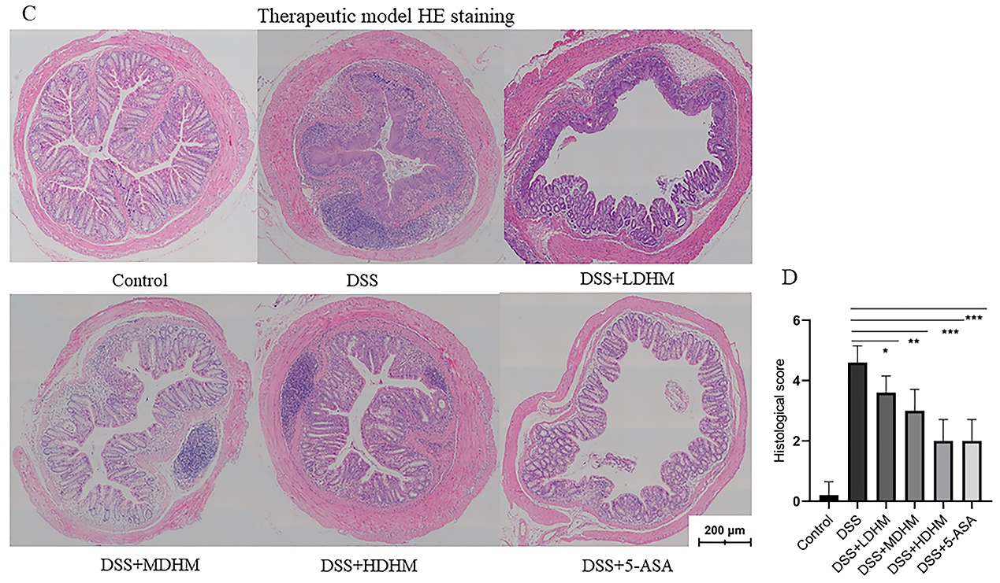 C
Therapeutic model HE staining
Control
DSS
DSS+LDHM
DSS+MDHM
DSS+HDHM
DSS+5-ASA
200 μm
D
Histological score
6
4
2
0
***
***
**
*
Control
DSS
DSS+LDHM
DSS+MDHM
DSS+HDHM
DSS+5-ASA